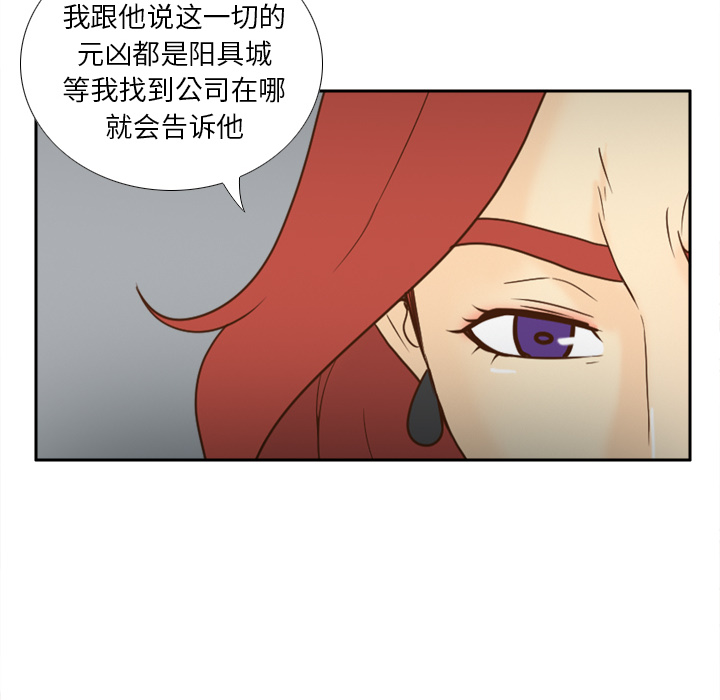 我跟他说这一切的
元凶都是阳具城
等我找到公司在哪
就会告诉他